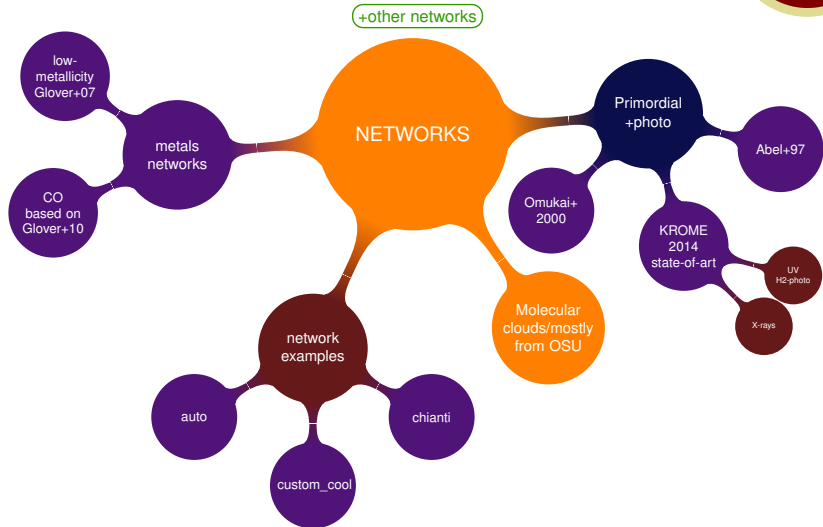 +other networks
NETWORKS
low-
metallicity
Glover+07
metals
networks
CO
based on
Glover+10
Primordial
+photo
Abel+97
Omukai+
2000
KROME
2014
state-of-art
UV
H2-photo
X-rays
Molecular
clouds/mostly
from OSU
network
examples
auto
chianti
custom_cool